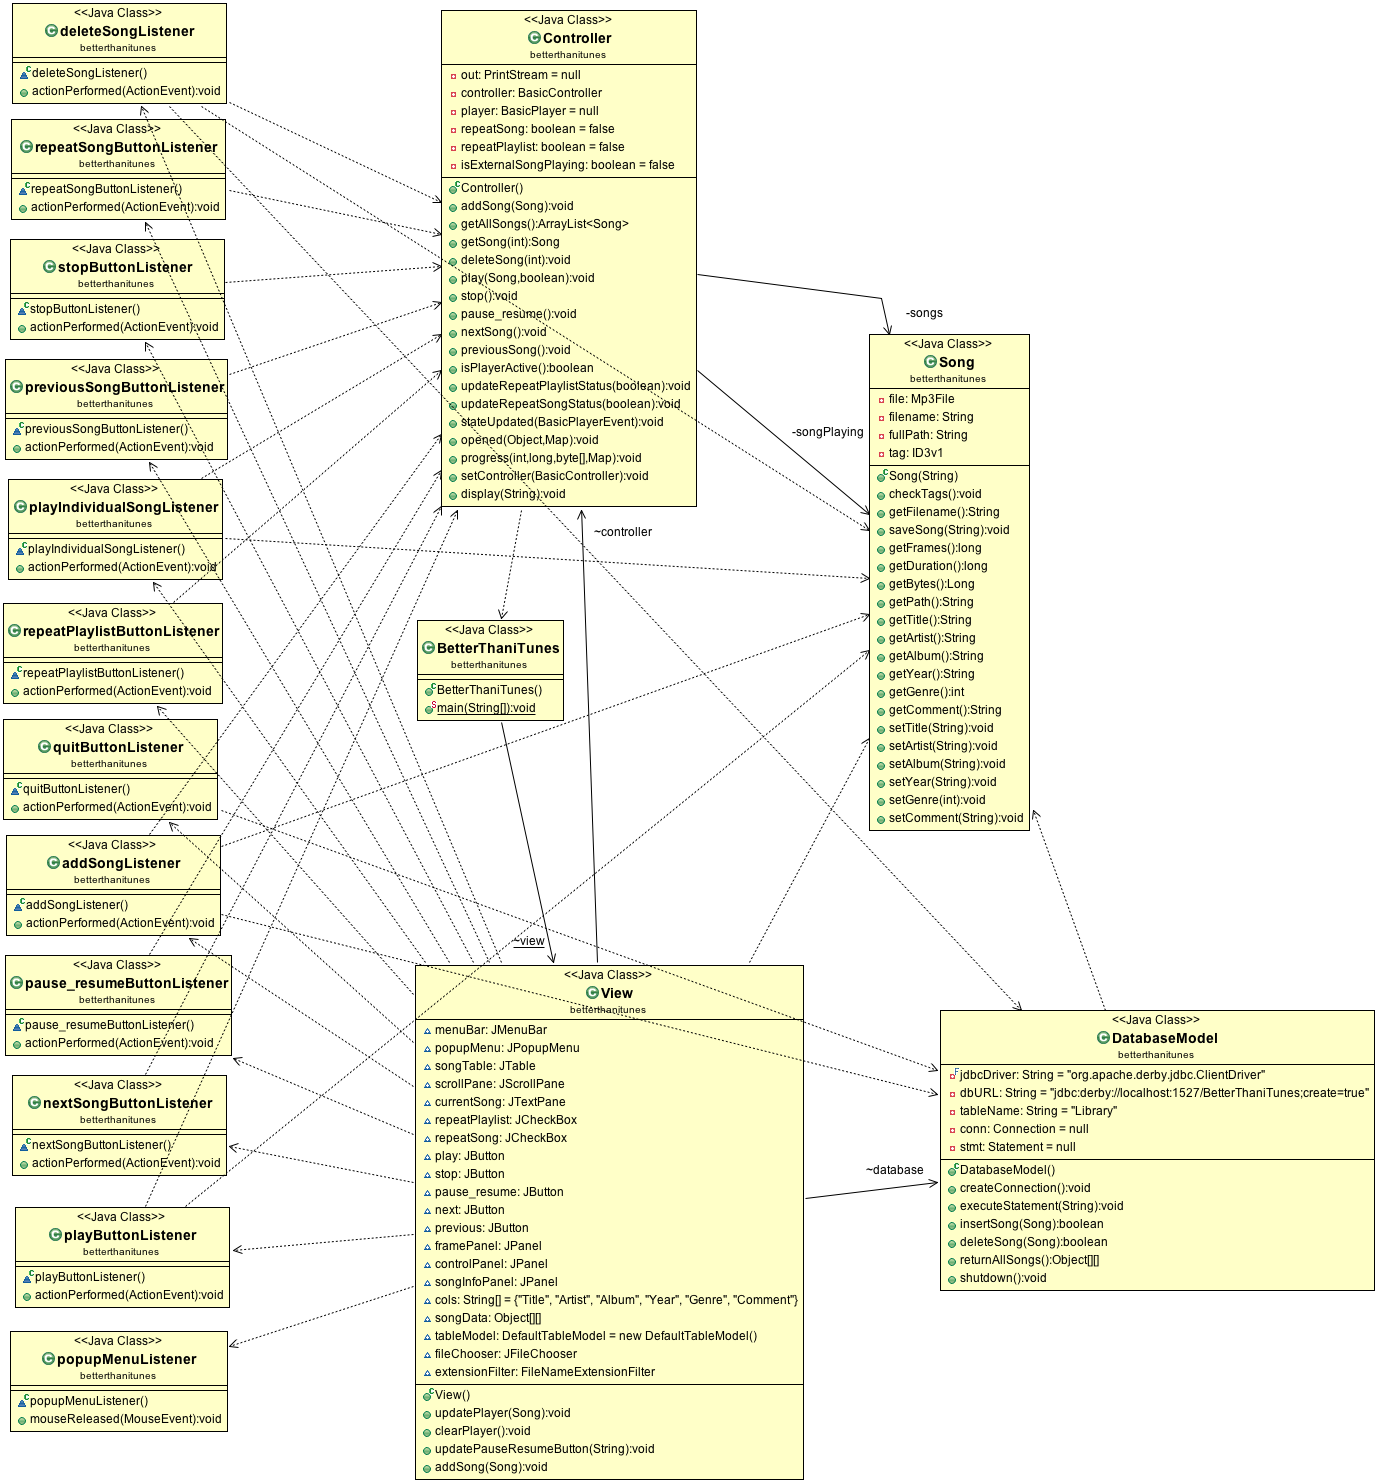 <<Java Class>>
deleteSongListener
betterthanitunes
deleteSongListener()
actionPerformed(ActionEvent):void
<<Java Class>>
repeatSongButtonListener
betterthanitunes
repeatSongButtonListener()
actionPerformed(ActionEvent):void
<<Java Class>>
stopButtonListener
betterthanitunes
stopButtonListener()
actionPerformed(ActionEvent):void
<<Java Class>>
previousSongButtonListener
betterthanitunes
previousSongButtonListener()
actionPerformed(ActionEvent):void
<<Java Class>>
playIndividualSongListener
betterthanitunes
playIndividualSongListener()
actionPerformed(ActionEvent):void
<<Java Class>>
repeatPlaylistButtonListener
betterthanitunes
repeatPlaylistButtonListener()
actionPerformed(ActionEvent):void
<<Java Class>>
quitButtonListener
betterthanitunes
quitButtonListener()
actionPerformed(ActionEvent):void
<<Java Class>>
addSongListener
betterthanitunes
addSongListener()
actionPerformed(ActionEvent):void
<<Java Class>>
pause_resumeButtonListener
betterthanitunes
pause_resumeButtonListener()
actionPerformed(ActionEvent):void
<<Java Class>>
nextSongButtonListener
betterthanitunes
nextSongButtonListener()
actionPerformed(ActionEvent):void
<<Java Class>>
playButtonListener
betterthanitunes
playButtonListener()
actionPerformed(ActionEvent):void
<<Java Class>>
popupMenuListener
betterthanitunes
popupMenuListener()
mouseReleased(MouseEvent):void
<<Java Class>>
Controller
betterthanitunes
out: PrintStream = null
controller: BasicController
player: BasicPlayer = null
repeatSong: boolean = false
repeatPlaylist: boolean = false
isExternalSongPlaying: boolean = false
Controller()
addSong(Song):void
getAllSongs():ArrayList<Song>
getSong(int):Song
deleteSong(int):void
play(Song,boolean):void
stop():void
pause_resume():void
nextSong():void
previousSong():void
isPlayerActive():boolean
updateRepeatPlaylistStatus(boolean):void
updateRepeatSongStatus(boolean):void
stateUpdated(BasicPlayerEvent):void
opened(Object,Map):void
progress(int,long,byte[],Map):void
setController(BasicController):void
display(String):void
~controller
<<Java Class>>
BetterThaniTunes
betterthanitunes
BetterThaniTunes()
main(String[]):void
~view
<<Java Class>>
View
betterthanitunes
menuBar: JMenuBar
popupMenu: JPopupMenu
songTable: JTable
scrollPane: JScrollPane
currentSong: JTextPane
repeatPlaylist: JCheckBox
repeatSong: JCheckBox
play: JButton
stop: JButton
pause_resume: JButton
next: JButton
previous: JButton
framePanel: JPanel
controlPanel: JPanel
songInfoPanel: JPanel
cols: String[] = {"Title", "Artist", "Album", "Year", "Genre", "Comment"}
songData: Object[][]
tableModel: DefaultTableModel = new DefaultTableModel()
fileChooser: JFileChooser
extensionFilter: FileNameExtensionFilter
View()
updatePlayer(Song):void
clearPlayer():void
updatePauseResumeButton(String):void
addSong(Song):void
-songs
-songPlaying
<<Java Class>>
Song
betterthanitunes
file: Mp3File
filename: String
fullPath: String
tag: ID3v1
Song(String)
checkTags():void
getFilename():String
saveSong(String):void
getFrames():long
getDuration():long
getBytes():Long
getPath():String
getTitle():String
getArtist():String
getAlbum():String
getYear():String
getGenre():int
getComment():String
setTitle(String):void
setArtist(String):void
setAlbum(String):void
setYear(String):void
setGenre(int):void
setComment(String):void
~database
<<Java Class>>
DatabaseModel
betterthanitunes
jdbcDriver: String = "org.apache.derby.jdbc.ClientDriver"
dbURL: String = "jdbc:derby://localhost:1527/BetterThaniTunes;create=true"
tableName: String = "Library"
conn: Connection = null
stmt: Statement = null
DatabaseModel()
createConnection():void
executeStatement(String):void
insertSong(Song):boolean
deleteSong(Song):boolean
returnAllSongs():Object[][]
shutdown():void